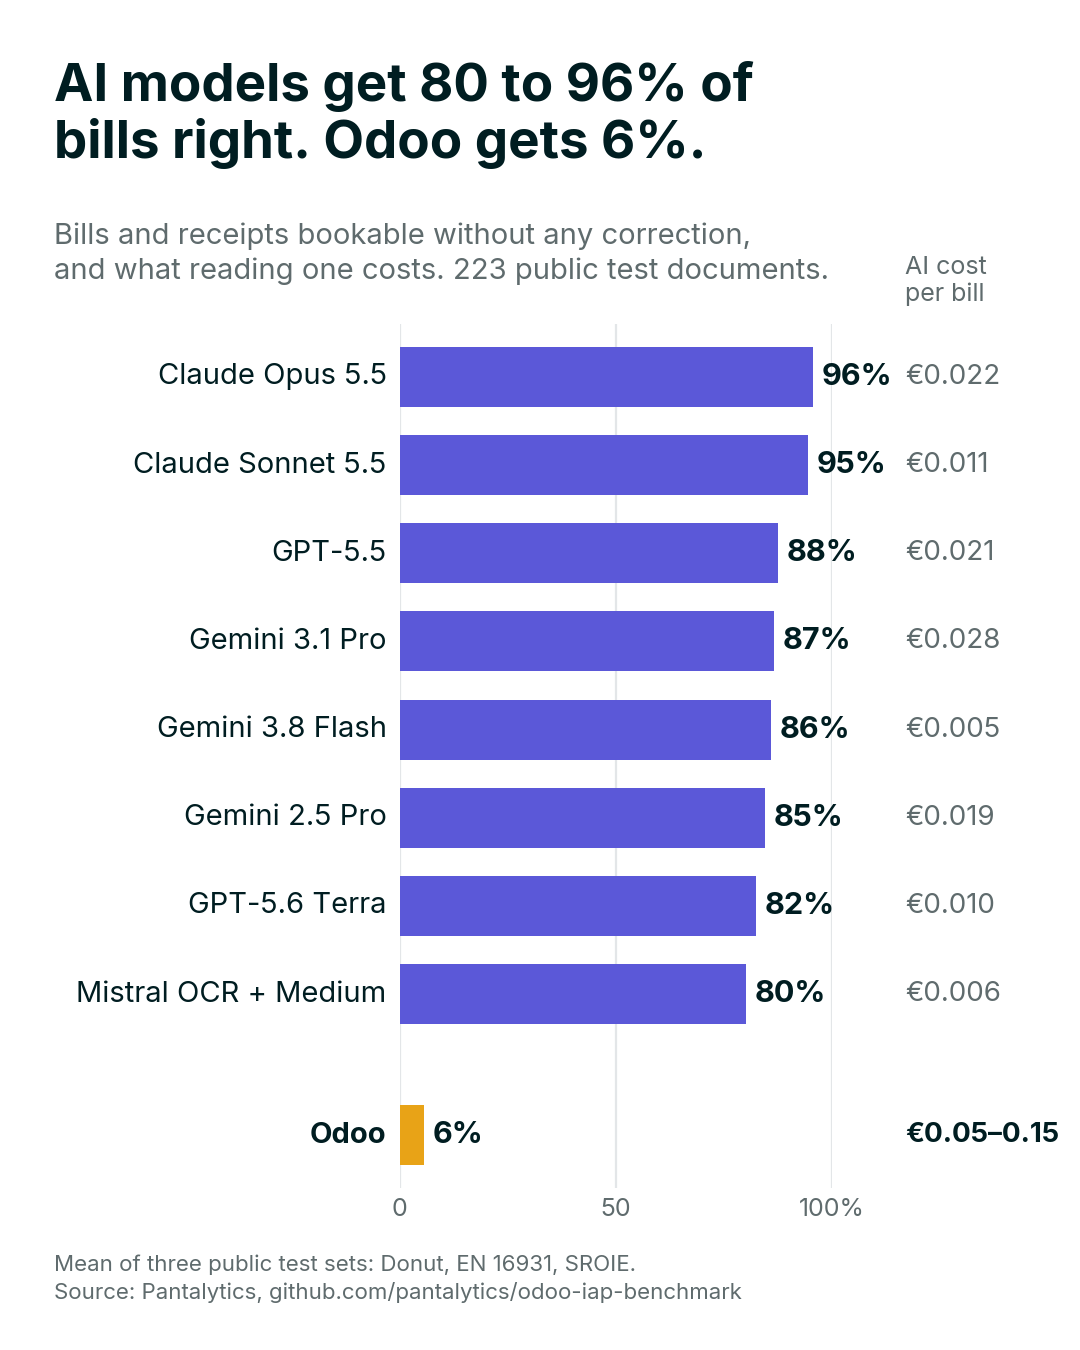 AI models get 80 to 96% of
bills right. Odoo gets 6%.
Bills and receipts bookable without any correction,
and what reading one costs. 223 public test documents.
AI cost
per bill
Claude Opus 5.5 96% €0.022
Claude Sonnet 5.5 95% €0.011
GPT-5.5 88% €0.021
Gemini 3.1 Pro 87% €0.028
Gemini 3.8 Flash 86% €0.005
Gemini 2.5 Pro 85% €0.019
GPT-5.6 Terra 82% €0.010
Mistral OCR + Medium 80% €0.006
Odoo 6% €0.05–0.15
0 50 100%
Mean of three public test sets: Donut, EN 16931, SROIE.
Source: Pantalytics, github.com/pantalytics/odoo-iap-benchmark